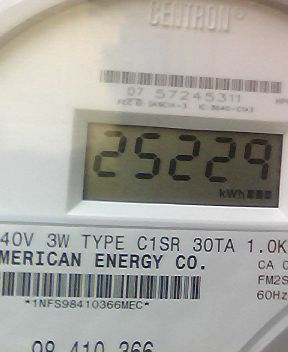 CENTRON®
07 57245311
25229
kWh
40V 3W TYPE C1SR 30TA 1.0K
MERICAN ENERGY CO.
CA 0
FM2S
60Hz
*1NFS98410366MEC*
98 410 366